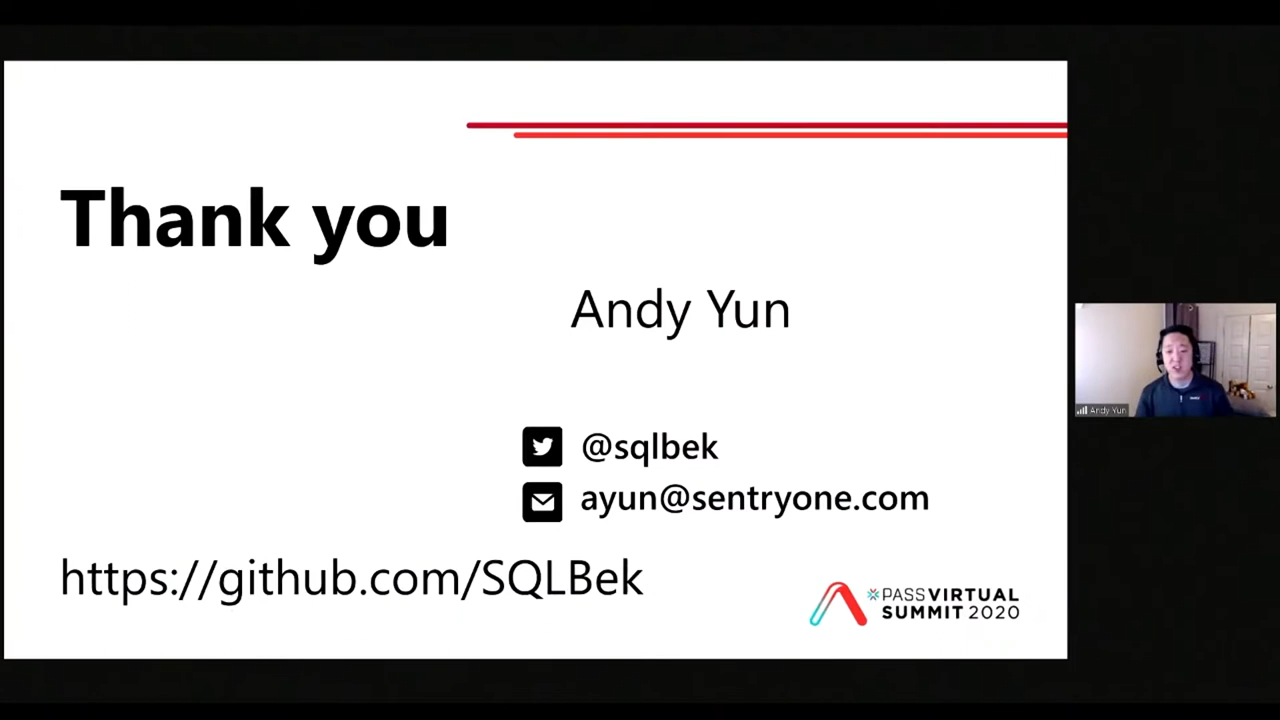 Thank you
Andy Yun
@sqlbek
ayun@sentryone.com
https://github.com/SQLBek
PASS VIRTUAL
SUMMIT 2020
Andy Yun